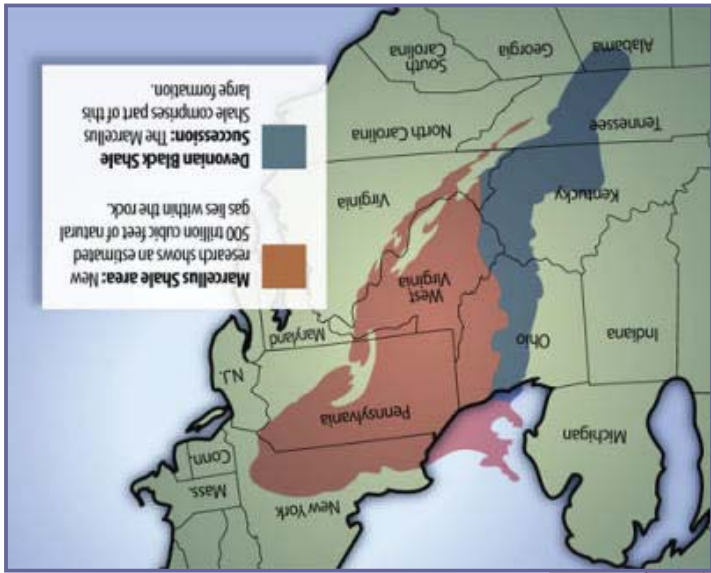 New York
Mass.
Conn.
Michigan
Pennsylvania
N.J.
Indiana
Ohio
Maryland
West
Virginia
Kentucky
Virginia
Tennessee
North Carolina
Alabama
Georgia
South
Carolina
Marcellus Shale area: New
research shows an estimated
500 trillion cubic feet of natural
gas lies within the rock.
Devonian Black Shale
Succession: The Marcellus
Shale comprises part of this
large formation.